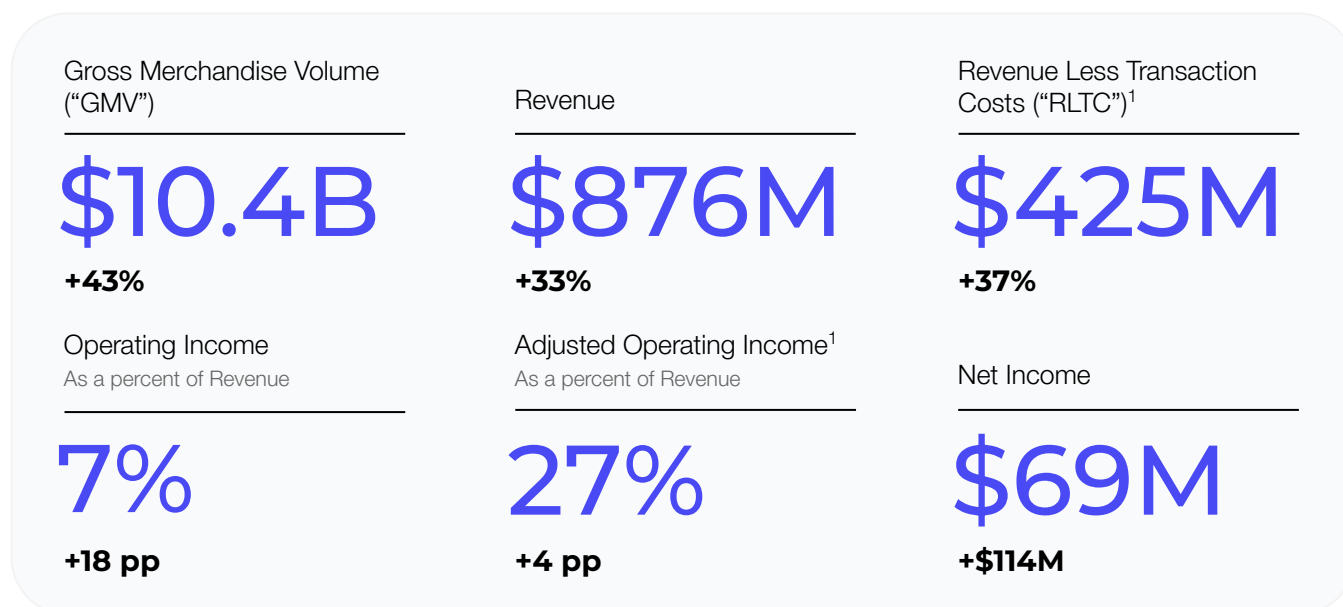 Gross Merchandise Volume
(“GMV”)
$10.4B
+43%
Revenue
$876M
+33%
Revenue Less Transaction
Costs (“RLTC”)¹
$425M
+37%
Operating Income
As a percent of Revenue
7%
+18 pp
Adjusted Operating Income¹
As a percent of Revenue
27%
+4 pp
Net Income
$69M
+$114M